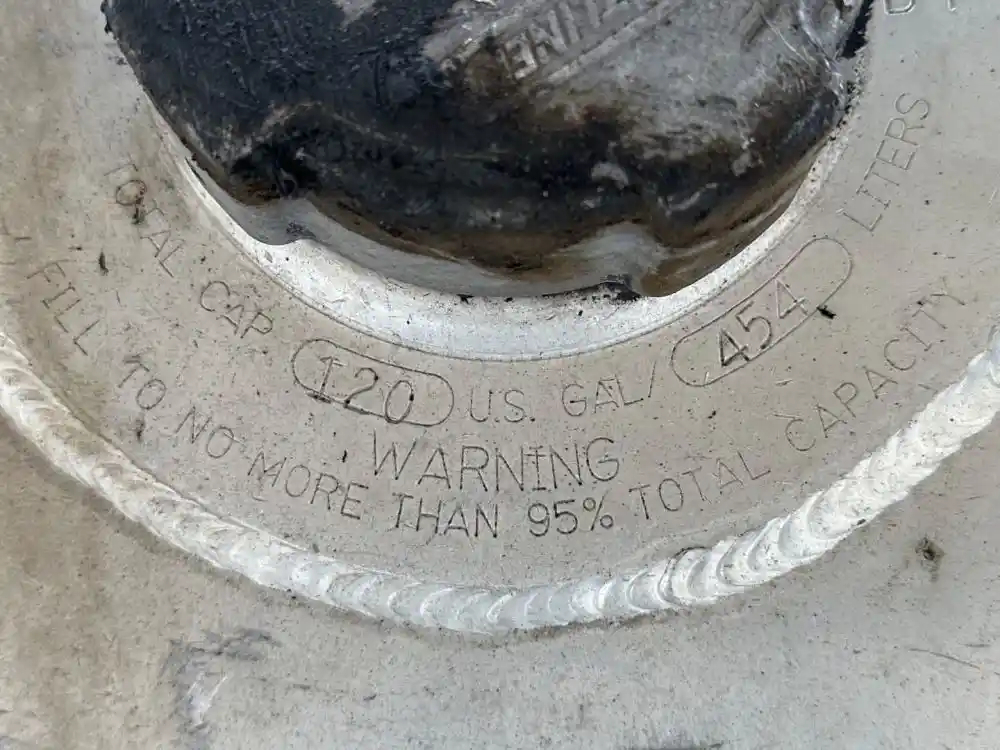 TOTAL CAP 120 U.S. GAL/ 454 LITERS
WARNING
FILL TO NO MORE THAN 95% TOTAL CAPACITY